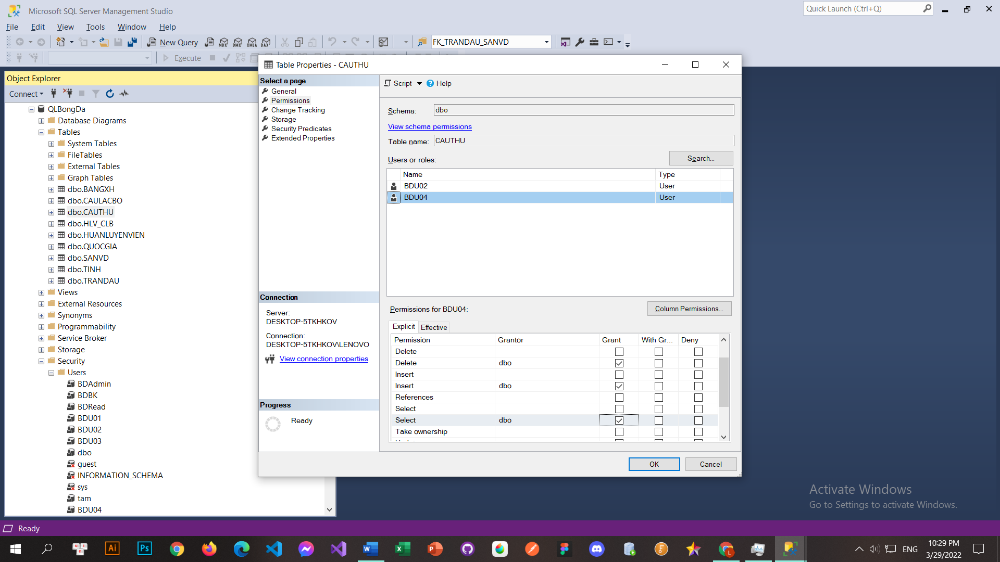 Microsoft SQL Server Management Studio
Quick Launch (Ctrl+Q)
File Edit View Tools Window Help
New Query MDX DMX XMLA DAX FK_TRANDAU_SANVD
Execute
Object Explorer
Connect
QLBongDa
Database Diagrams
Tables
System Tables
FileTables
External Tables
Graph Tables
dbo.BANGXH
dbo.CAULACBO
dbo.CAUTHU
dbo.HLV_CLB
dbo.HUANLUYENVIEN
dbo.QUOCGIA
dbo.SANVD
dbo.TINH
dbo.TRANDAU
Views
External Resources
Synonyms
Programmability
Service Broker
Storage
Security
Users
BDAdmin
BDBK
BDRead
BDU01
BDU02
BDU03
dbo
guest
INFORMATION_SCHEMA
sys
tam
BDU04
Table Properties - CAUTHU
Select a page
General
Permissions
Change Tracking
Storage
Security Predicates
Extended Properties
Connection
Server:
DESKTOP-5TKHKOV
Connection:
DESKTOP-5TKHKOV\LENOVO
View connection properties
Progress
Ready
Script Help
Schema: dbo
View schema permissions
Table name: CAUTHU
Users or roles: Search...
Name Type
BDU02 User
BDU04 User
Permissions for BDU04: Column Permissions...
Explicit Effective
Permission Grantor Grant With Gr... Deny
Delete
Delete dbo
Insert
Insert dbo
References
Select
Select dbo
Take ownership
OK Cancel
Activate Windows
Go to Settings to activate Windows.
Ready
Ai Ps ENG
10:29 PM
3/29/2022